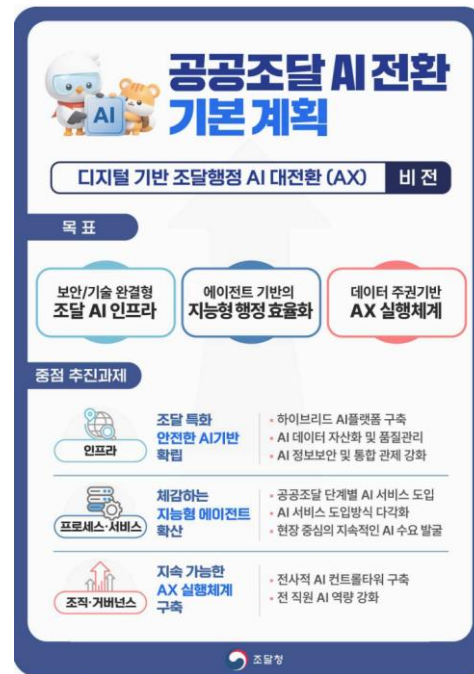 공공조달 AI 전환
기본 계획
AI
디지털 기반 조달행정 AI 대전환 (AX) 비 전
목 표
보안/기술 완결형
조달 AI 인프라
에이전트 기반의
지능형 행정 효율화
데이터 주권기반
AX 실행체계
중점 추진과제
인프라
조달 특화
안전한 AI기반
확립
• 하이브리드 AI플랫폼 구축
• AI 데이터 자산화 및 품질관리
• AI 정보보안 및 통합 관제 강화
프로세스·서비스
체감하는
지능형 에이전트
확산
• 공공조달 단계별 AI 서비스 도입
• AI 서비스 도입방식 다각화
• 현장 중심의 지속적인 AI 수요 발굴
조직·거버넌스
지속 가능한
AX 실행체계
구축
• 전사적 AI 컨트롤타워 구축
• 전 직원 AI 역량 강화
조달청